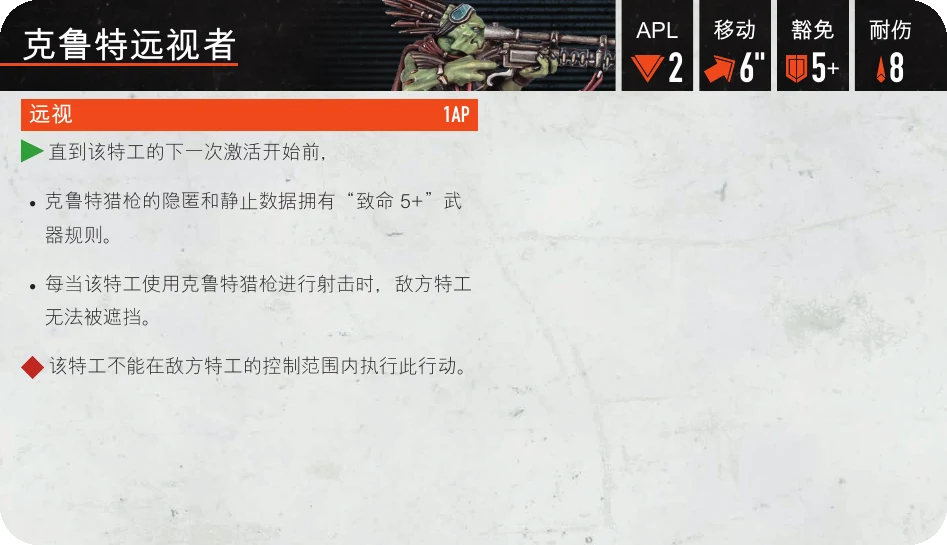 克鲁特远视者
APL
2
移动
6"
豁免
5+
耐伤
8
远视 1AP
直到该特工的下一次激活开始前，
• 克鲁特猎枪的隐匿和静止数据拥有“致命 5+”武
器规则。
• 每当该特工使用克鲁特猎枪进行射击时，敌方特工
无法被遮挡。
该特工不能在敌方特工的控制范围内执行此行动。